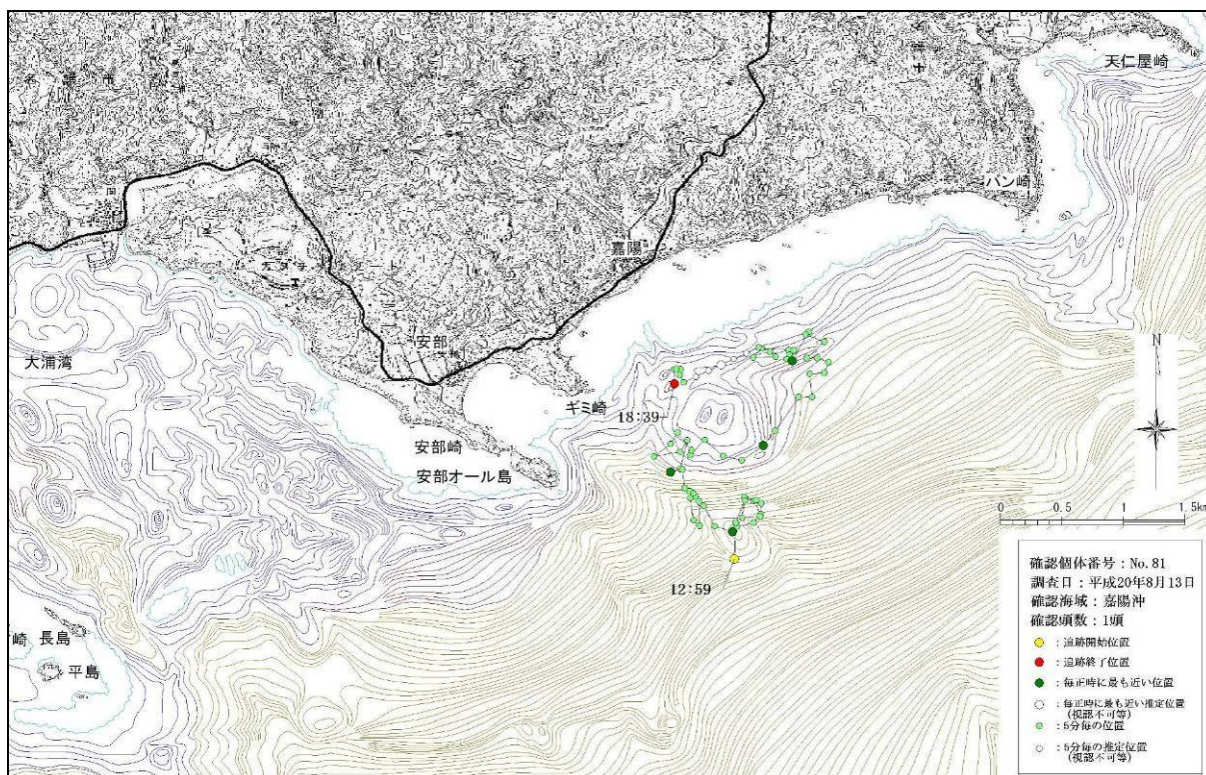 天仁屋崎
バン崎
嘉陽
安部
大浦湾
ギミ崎
18:39
安部崎
安部オール島
N
0 0.5 1 1.5km
12:59
長島
崎
平島
確認個体番号：No.81
調査日：平成20年8月13日
確認海域：嘉陽沖
確認頭数：1頭
：追跡開始位置
：追跡終了位置
：毎正時に最も近い位置
：毎正時に最も近い推定位置
(視認不可等)
：5分毎の位置
：5分毎の推定位置
(視認不可等)